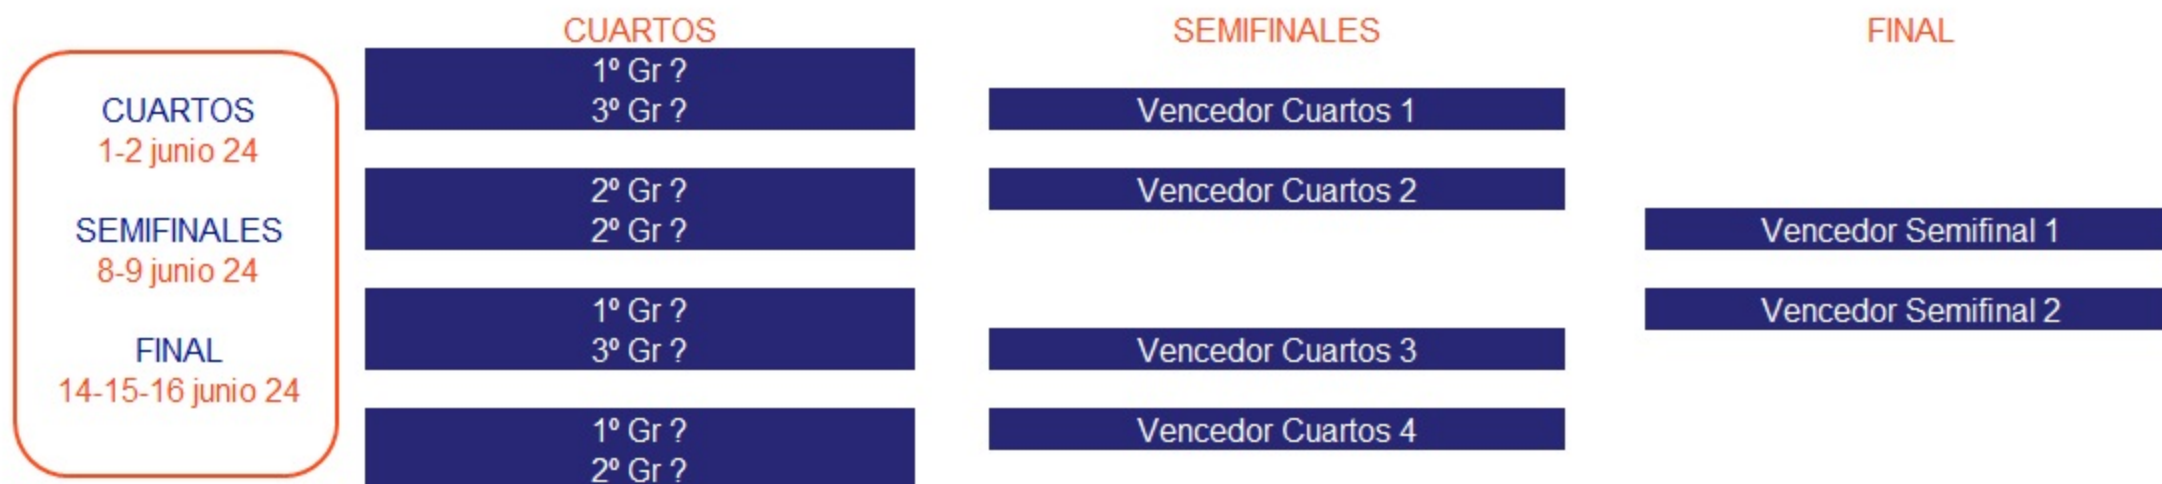 CUARTOS
1-2 junio 24
SEMIFINALES
8-9 junio 24
FINAL
14-15-16 junio 24
CUARTOS
1º Gr ?
3º Gr ?
2º Gr ?
2º Gr ?
1º Gr ?
3º Gr ?
1º Gr ?
2º Gr ?
SEMIFINALES
Vencedor Cuartos 1
Vencedor Cuartos 2
Vencedor Cuartos 3
Vencedor Cuartos 4
FINAL
Vencedor Semifinal 1
Vencedor Semifinal 2